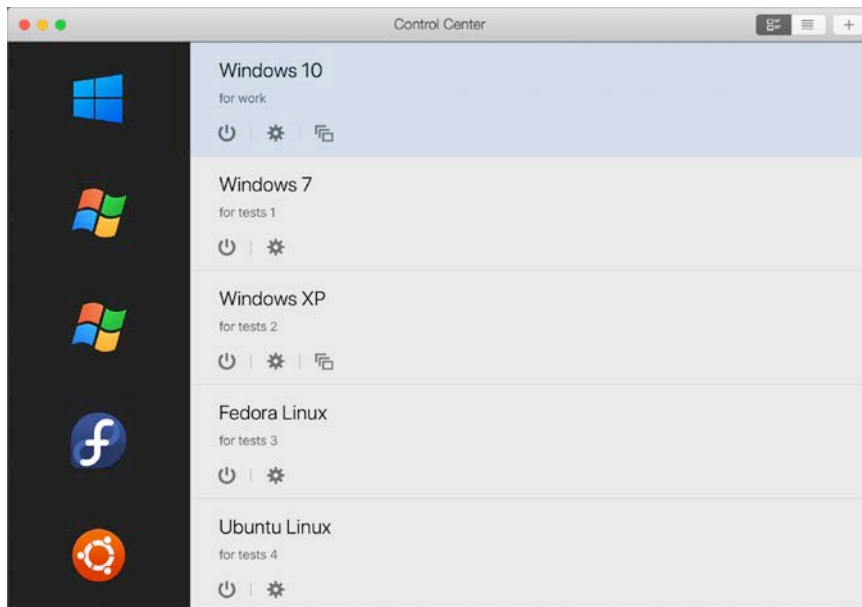 Control Center
Windows 10
for work
Windows 7
for tests 1
Windows XP
for tests 2
Fedora Linux
for tests 3
Ubuntu Linux
for tests 4